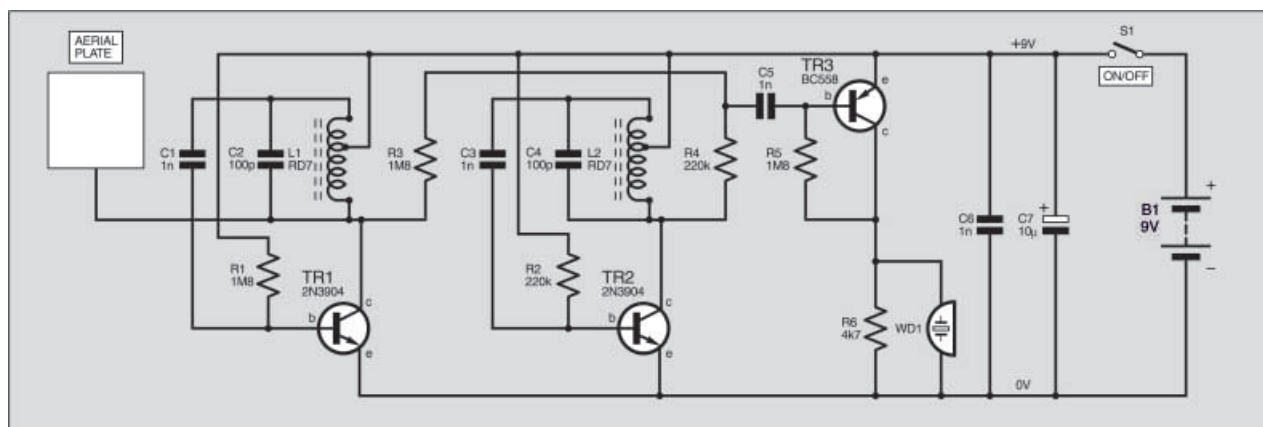 AERIAL
PLATE
C1
1n
C2
100p
L1
RD7
R3
1M8
C3
1n
C4
100p
L2
RD7
R4
220k
C5
1n
TR3
BC558
b
e
c
R5
1M8
+9V
S1
ON/OFF
R1
1M8
TR1
2N3904
b
c
e
R2
220k
TR2
2N3904
b
c
e
R6
4k7
WD1
C6
1n
+
C7
10µ
B1
9V
+
−
0V